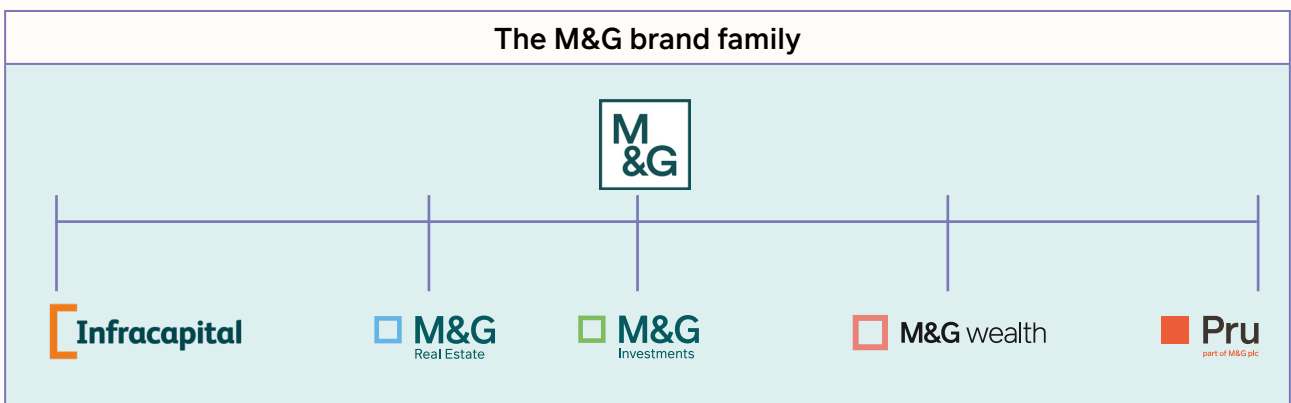 The M&G brand family
M
&G
Infracapital
M&G
Real Estate
M&G
Investments
M&G wealth
Pru
part of M&G plc